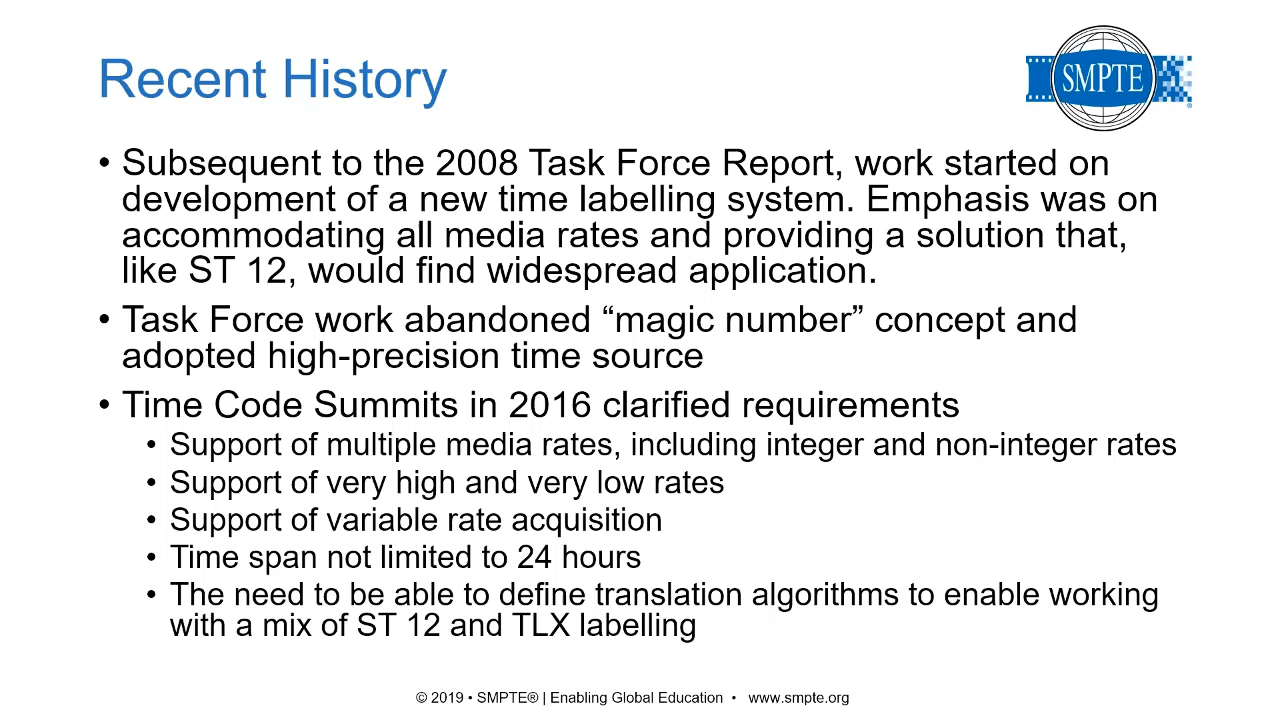 Recent History
SMPTE
®
• Subsequent to the 2008 Task Force Report, work started on
development of a new time labelling system. Emphasis was on
accommodating all media rates and providing a solution that,
like ST 12, would find widespread application.
• Task Force work abandoned “magic number” concept and
adopted high-precision time source
• Time Code Summits in 2016 clarified requirements
• Support of multiple media rates, including integer and non-integer rates
• Support of very high and very low rates
• Support of variable rate acquisition
• Time span not limited to 24 hours
• The need to be able to define translation algorithms to enable working
with a mix of ST 12 and TLX labelling
© 2019 • SMPTE® | Enabling Global Education • www.smpte.org